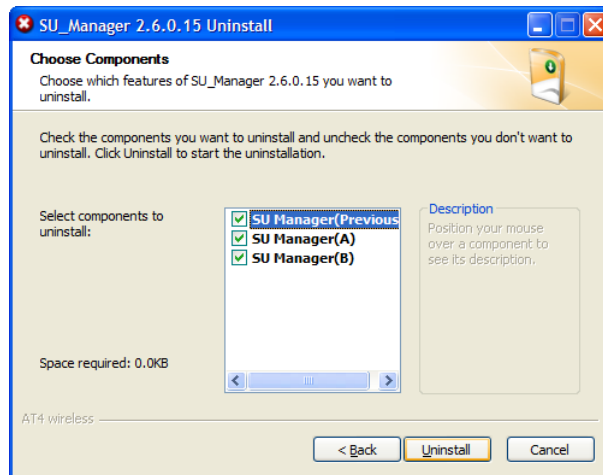 SU_Manager 2.6.0.15 Uninstall
Choose Components
Choose which features of SU_Manager 2.6.0.15 you want to
uninstall.
Check the components you want to uninstall and uncheck the components you don't want to
uninstall. Click Uninstall to start the uninstallation.
Select components to
uninstall:
SU Manager(Previous
SU Manager(A)
SU Manager(B)
Description
Position your mouse
over a component to
see its description.
Space required: 0.0KB
AT4 wireless
< Back
Uninstall
Cancel